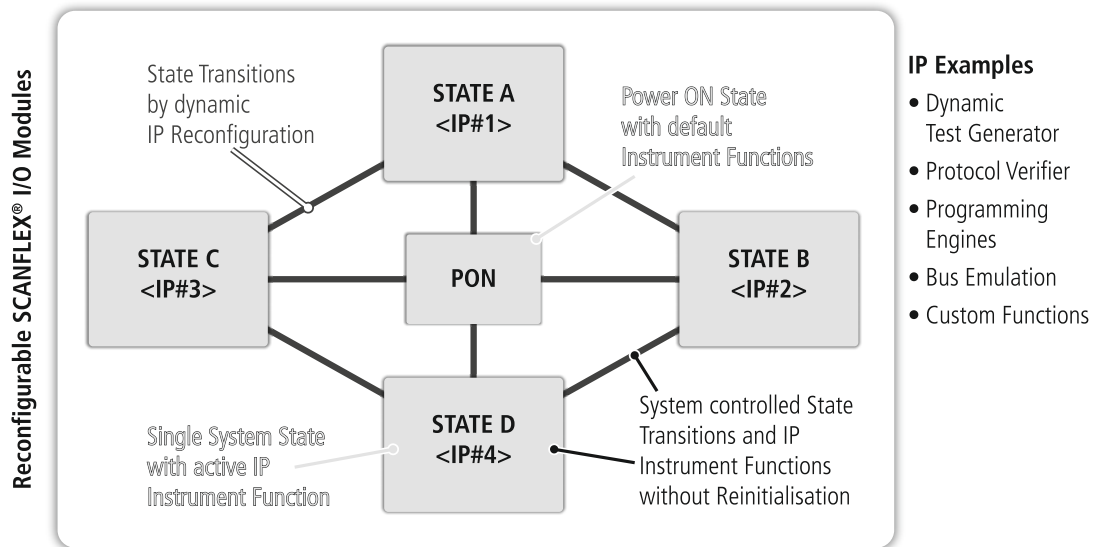 Reconfigurable SCANFLEX® I/O Modules
State Transitions
by dynamic
IP Reconfiguration
STATE A
<IP#1>
Power ON State
with default
Instrument Functions
STATE C
<IP#3>
PON
STATE B
<IP#2>
STATE D
<IP#4>
Single System State
with active IP
Instrument Function
System controlled State
Transitions and IP
Instrument Functions
without Reinitialisation
IP Examples
• Dynamic
Test Generator
• Protocol Verifier
• Programming
Engines
• Bus Emulation
• Custom Functions